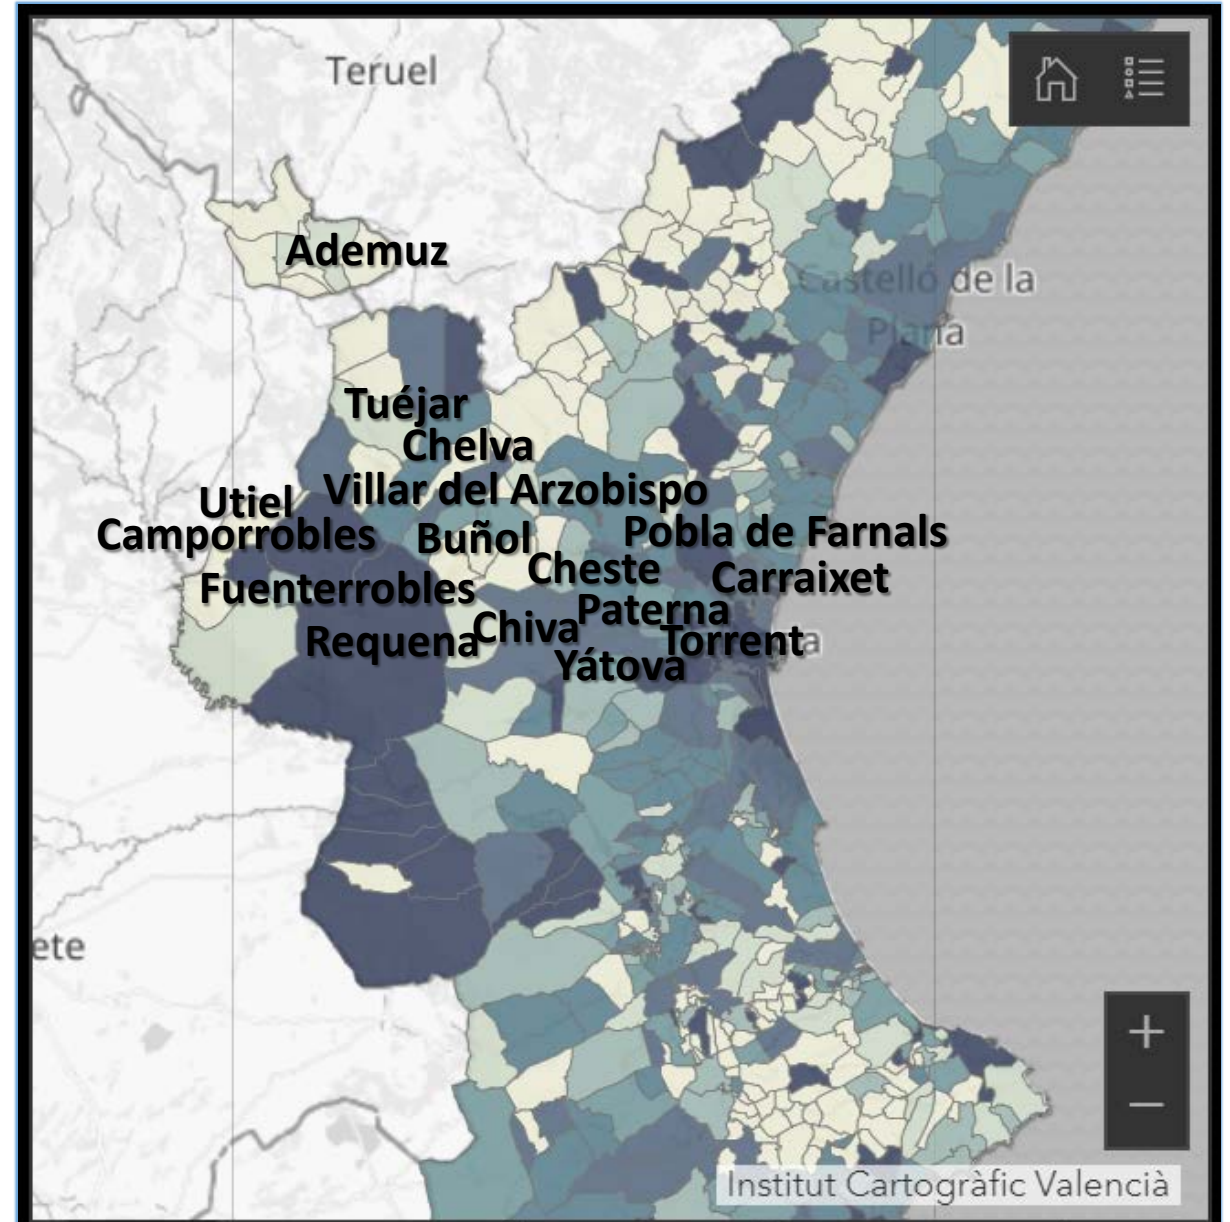 Teruel
Ademuz
Castelló de la
Plana
Tuéjar
Chelva
Villar del Arzobispo
Utiel
Camporrobles
Buñol
Pobla de Farnals
Cheste
Carraixet
Fuenterrobles
Paterna
Chiva
Requena
Torrent
a
Yátova
ete
+
−
Institut Cartogràfic Valencià